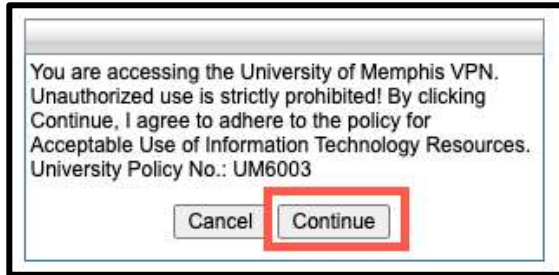 You are accessing the University of Memphis VPN.
Unauthorized use is strictly prohibited! By clicking
Continue, I agree to adhere to the policy for
Acceptable Use of Information Technology Resources.
University Policy No.: UM6003
Cancel Continue